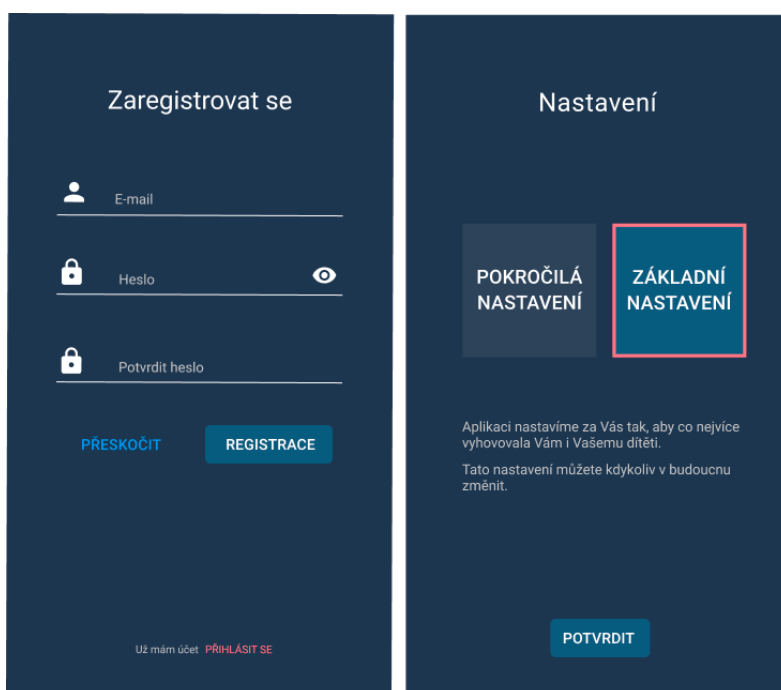 Zaregistrovat se
E-mail
Heslo
Potvrdit heslo
PŘESKOČIT
REGISTRACE
Už mám účet PŘIHLÁSIT SE
Nastavení
POKROČILÁ
NASTAVENÍ
ZÁKLADNÍ
NASTAVENÍ
Aplikaci nastavíme za Vás tak, aby co nejvíce
vyhovovala Vám i Vašemu dítěti.
Tato nastavení můžete kdykoliv v budoucnu
změnit.
POTVRDIT